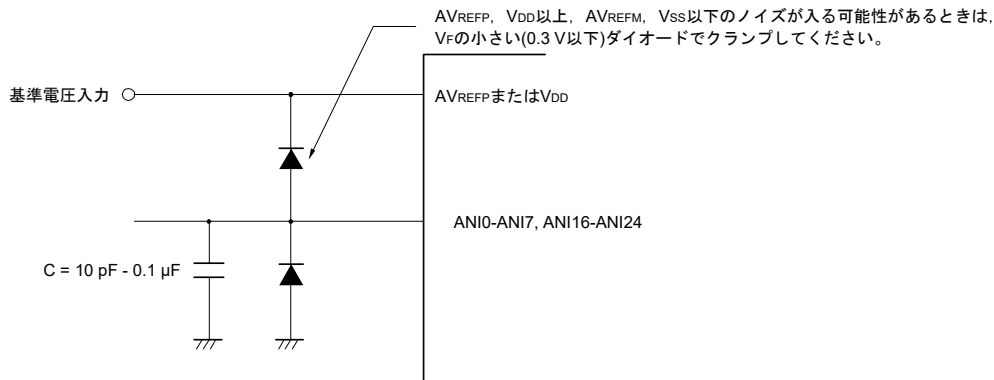 AVREFP，VDD以上，AVREFM，VSS以下のノイズが入る可能性があるときは，
VFの小さい(0.3 V以下)ダイオードでクランプしてください。
基準電圧入力
AVREFPまたはVDD
ANI0-ANI7, ANI16-ANI24
C = 10 pF - 0.1 μF